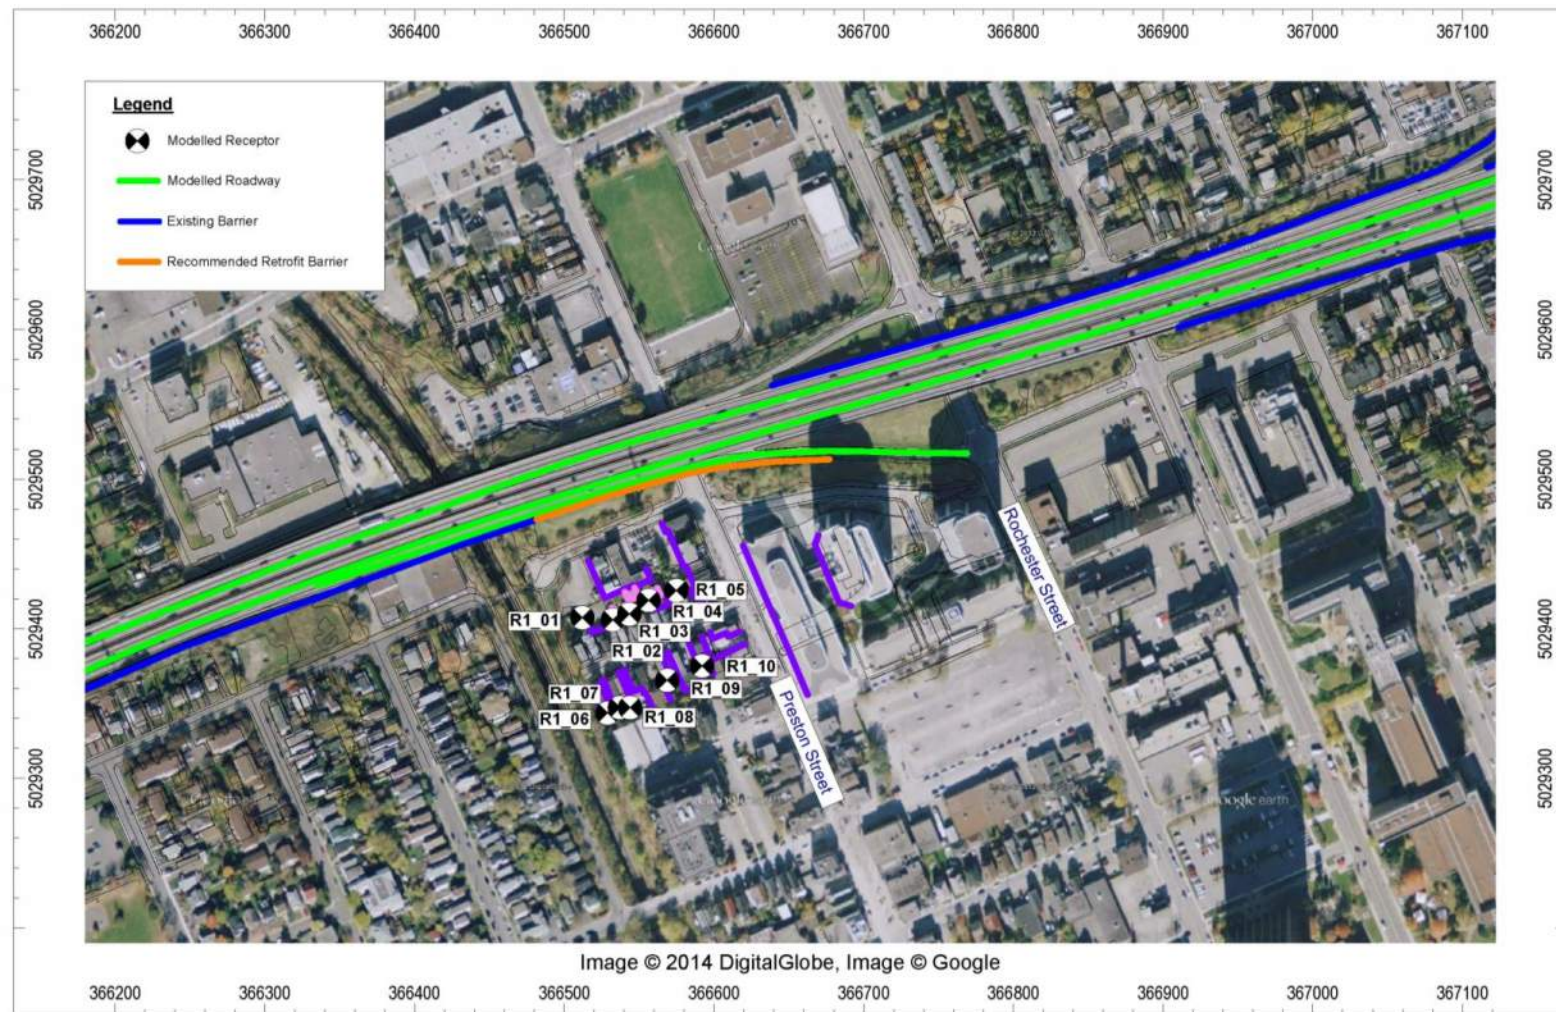 366200 366300 366400 366500 366600 366700 366800 366900 367000 367100
Legend
Modelled Receptor
Modelled Roadway
Existing Barrier
Recommended Retrofit Barrier
5029700
5029600
5029500
5029400
5029300
5029700
5029600
5029500
5029400
5029300
R1_05
R1_01
R1_04
R1_03
R1_02
R1_10
R1_07
R1_09
R1_06
R1_08
Rochester Street
Preston Street
Google earth
Image © 2014 DigitalGlobe, Image © Google
366200 366300 366400 366500 366600 366700 366800 366900 367000 367100